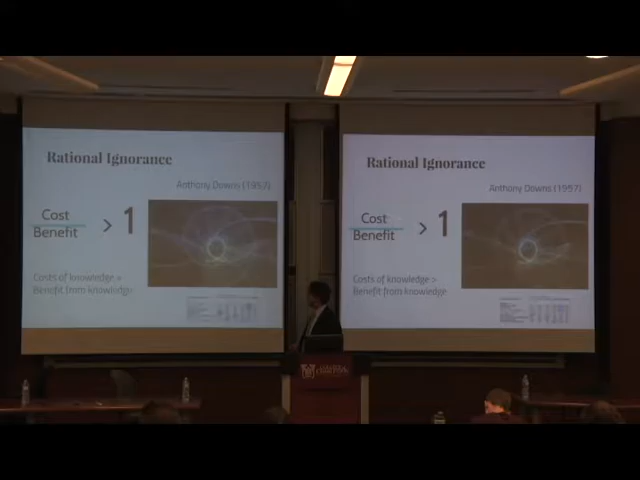 Rational Ignorance
Anthony Downs (1957)
Cost
Benefit
> 1
Costs of knowledge >
Benefit from knowledge
Rational Ignorance
Anthony Downs (1957)
Cost
Benefit
> 1
Costs of knowledge >
Benefit from knowledge